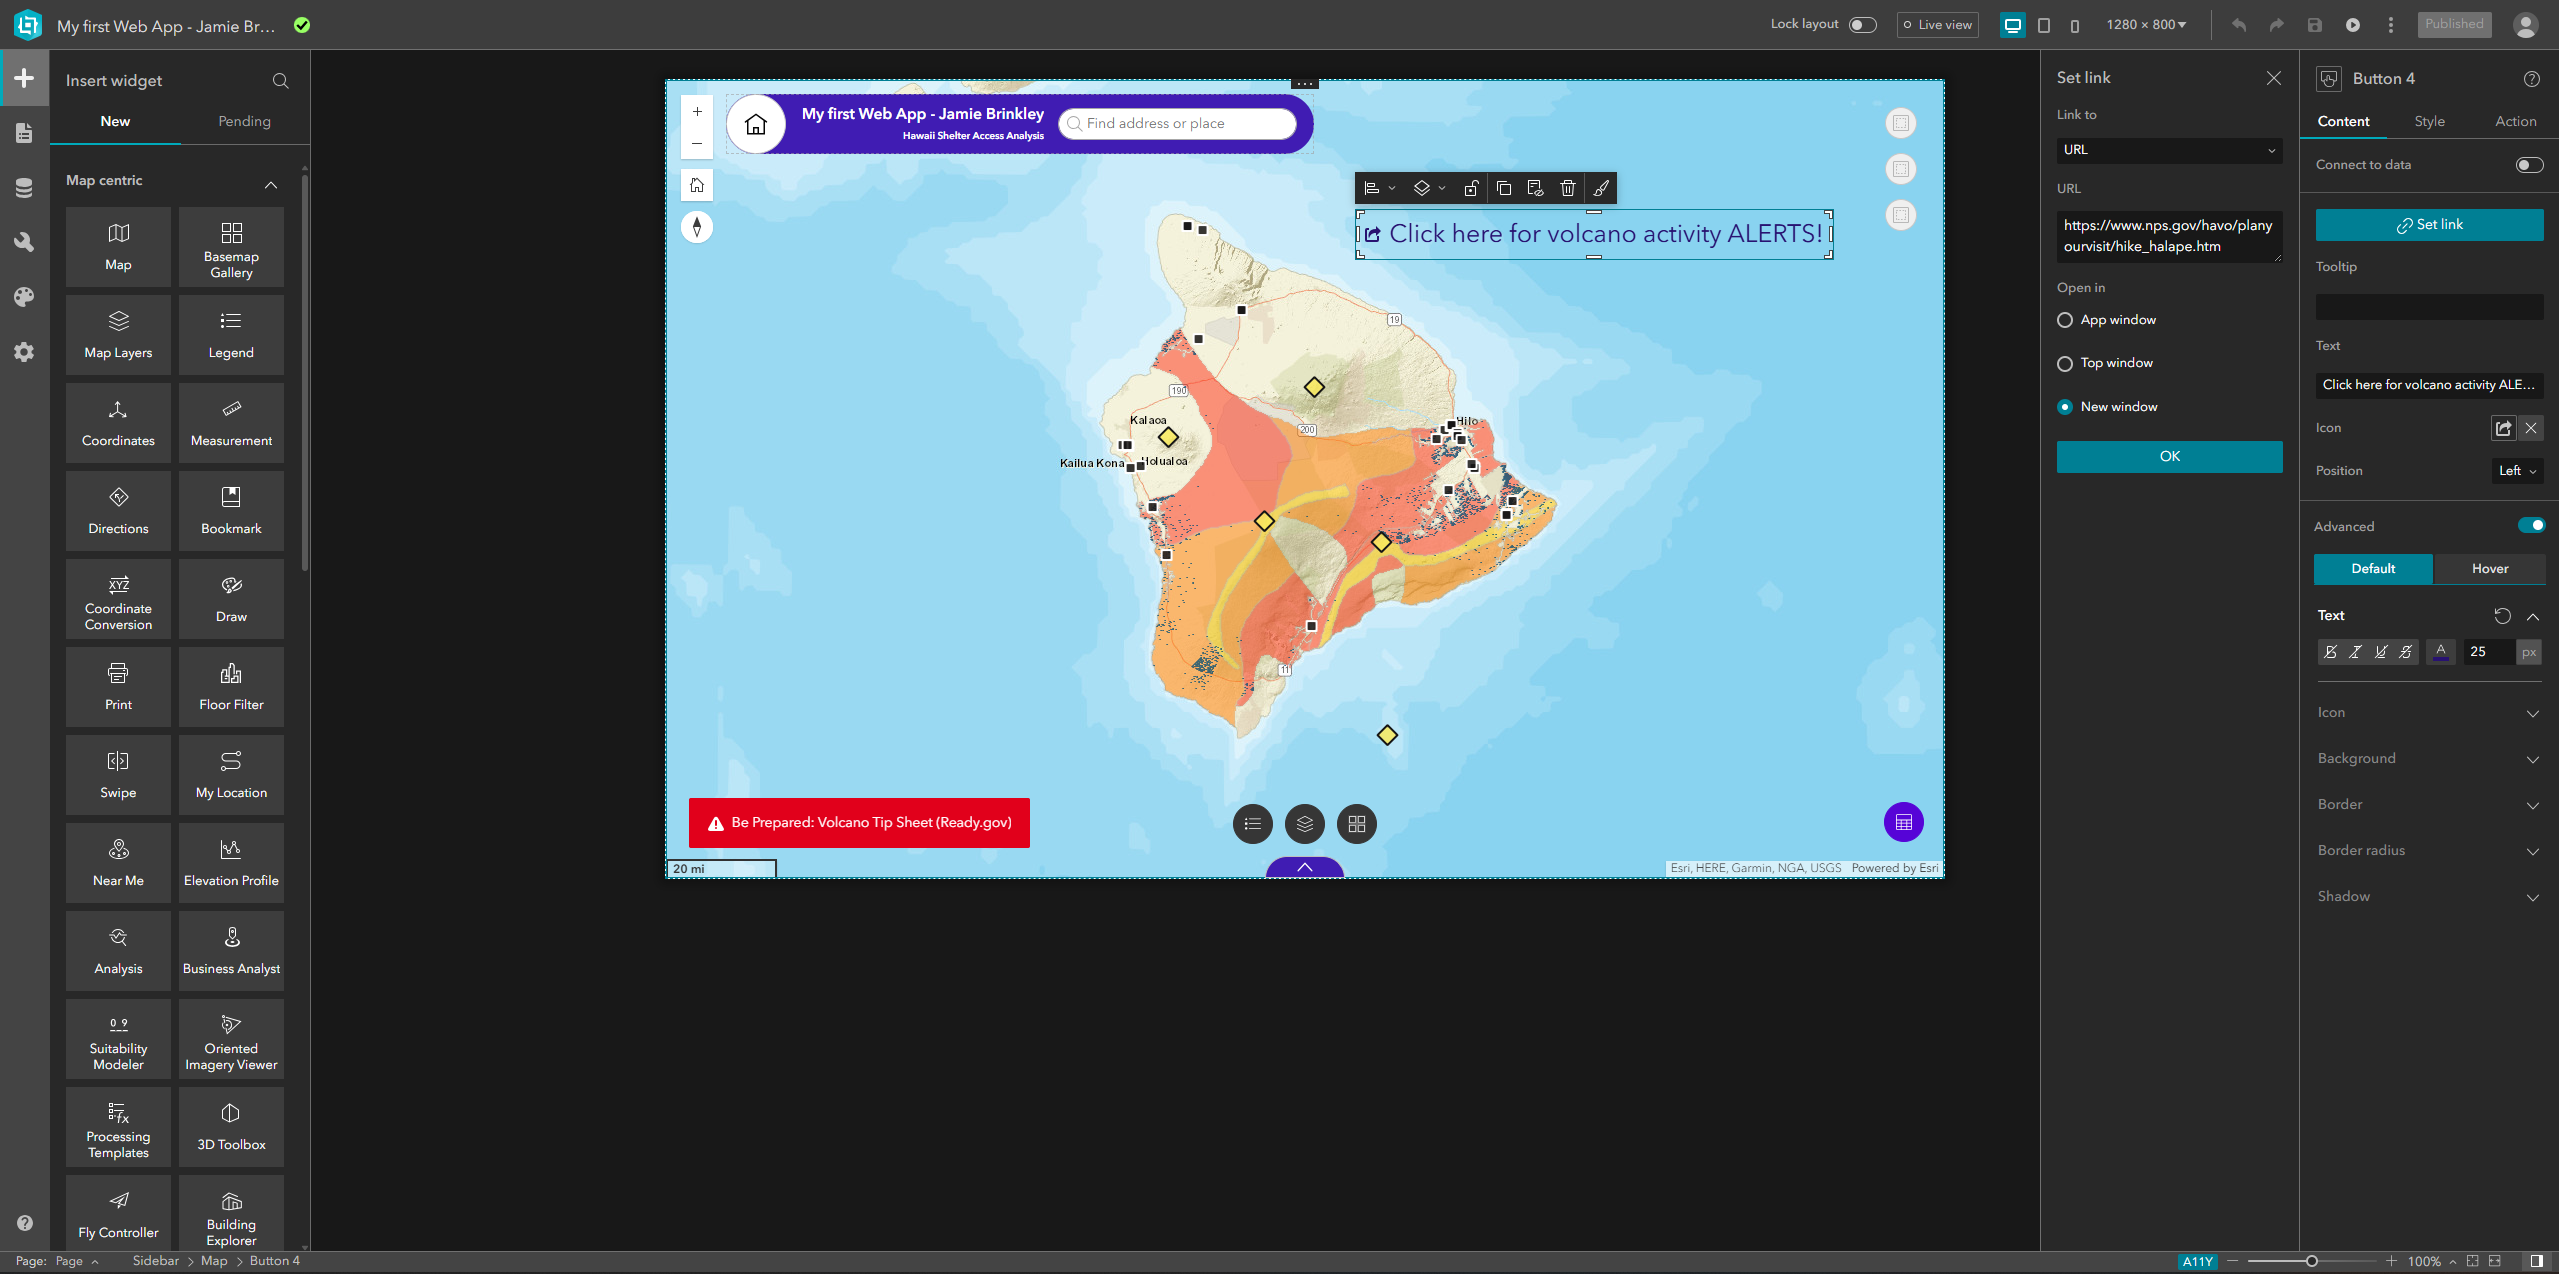 My first Web App - Jamie Br...
Lock layout
Live view
1280 × 800
Published
Insert widget
New
Pending
Map centric
Map
Basemap
Gallery
Map Layers
Legend
Coordinates
Measurement
Directions
Bookmark
XYZ
Coordinate
Conversion
Draw
Print
Floor Filter
Swipe
My Location
Near Me
Elevation Profile
Analysis
Business Analyst
0 9
Suitability
Modeler
Oriented
Imagery Viewer
fx
Processing
Templates
3D Toolbox
Fly Controller
Building
Explorer
My first Web App - Jamie Brinkley
Hawaii Shelter Access Analysis
Find address or place
Click here for volcano activity ALERTS!
19
190
Kalaoa
200
Hilo
Kailua Kona
Holualoa
11
Be Prepared: Volcano Tip Sheet (Ready.gov)
20 mi
Esri, HERE, Garmin, NGA, USGS
Powered by Esri
Set link
Link to
URL
URL
https://www.nps.gov/havo/plany
ourvisit/hike_halape.htm
Open in
App window
Top window
New window
OK
Button 4
Content
Style
Action
Connect to data
Set link
Tooltip
Text
Click here for volcano activity ALE...
Icon
Position
Left
Advanced
Default
Hover
Text
A
25
px
Icon
Background
Border
Border radius
Shadow
Page:
Page
Sidebar > Map > Button 4
A11Y
100%